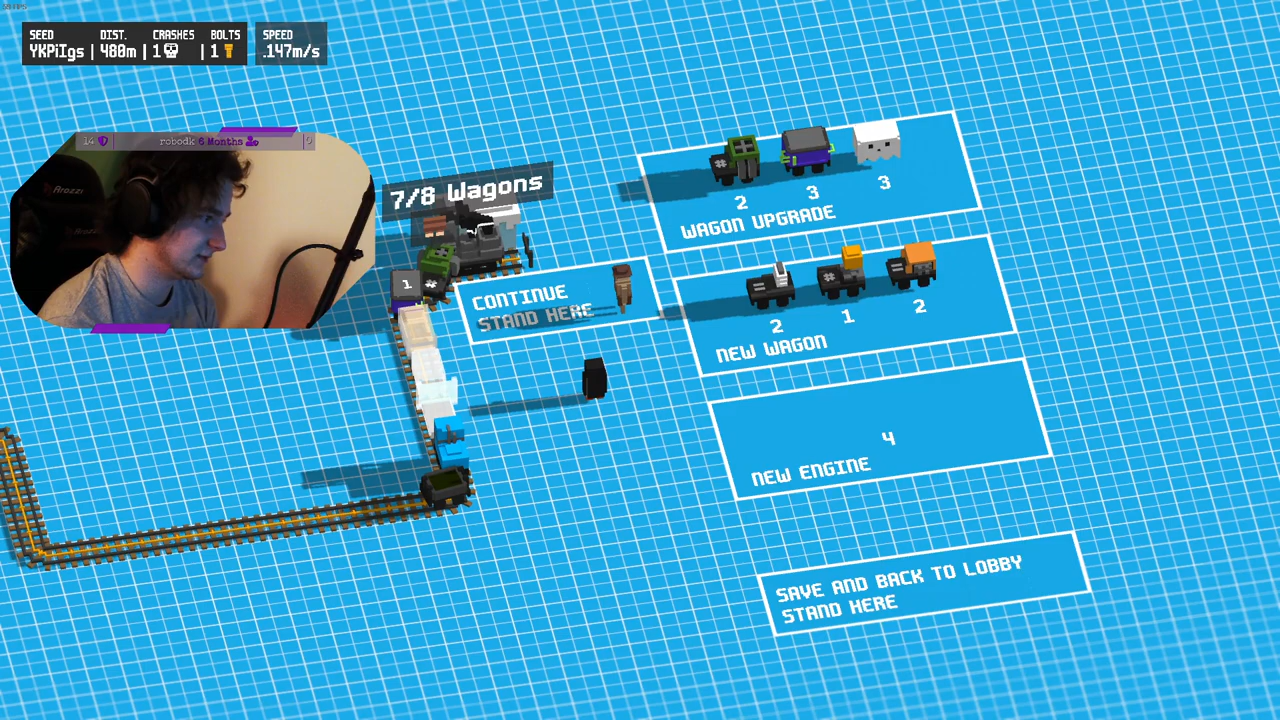 SEED DIST. CRASHES BOLTS SPEED
YKPiIgs | 480m | 1 | 1 .147m/s
14 robodk 6 Months
Arozzi
7/8 Wagons
1
CONTINUE
STAND HERE
2 3 3
WAGON UPGRADE
2 1 2
NEW WAGON
4
NEW ENGINE
SAVE AND BACK TO LOBBY
STAND HERE